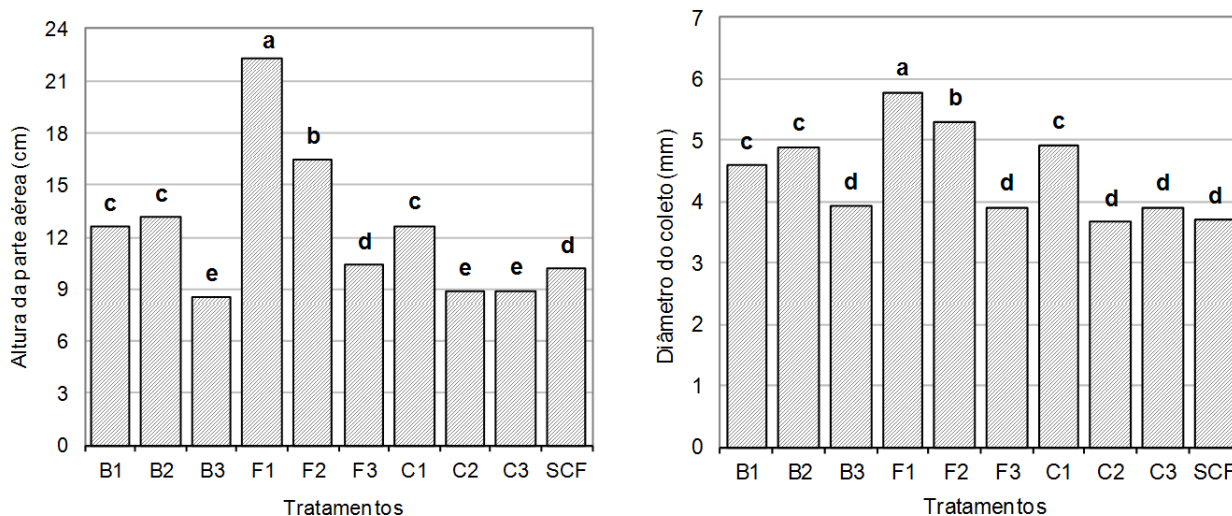 Altura da parte aérea (cm)
24
21
18
15
12
9
6
3
0
c
c
e
a
b
d
c
e
e
d
B1 B2 B3 F1 F2 F3 C1 C2 C3 SCF
Tratamentos
Diâmetro do coleto (mm)
7
6
5
4
3
2
1
0
c
c
d
a
b
d
c
d
d
d
B1 B2 B3 F1 F2 F3 C1 C2 C3 SCF
Tratamentos